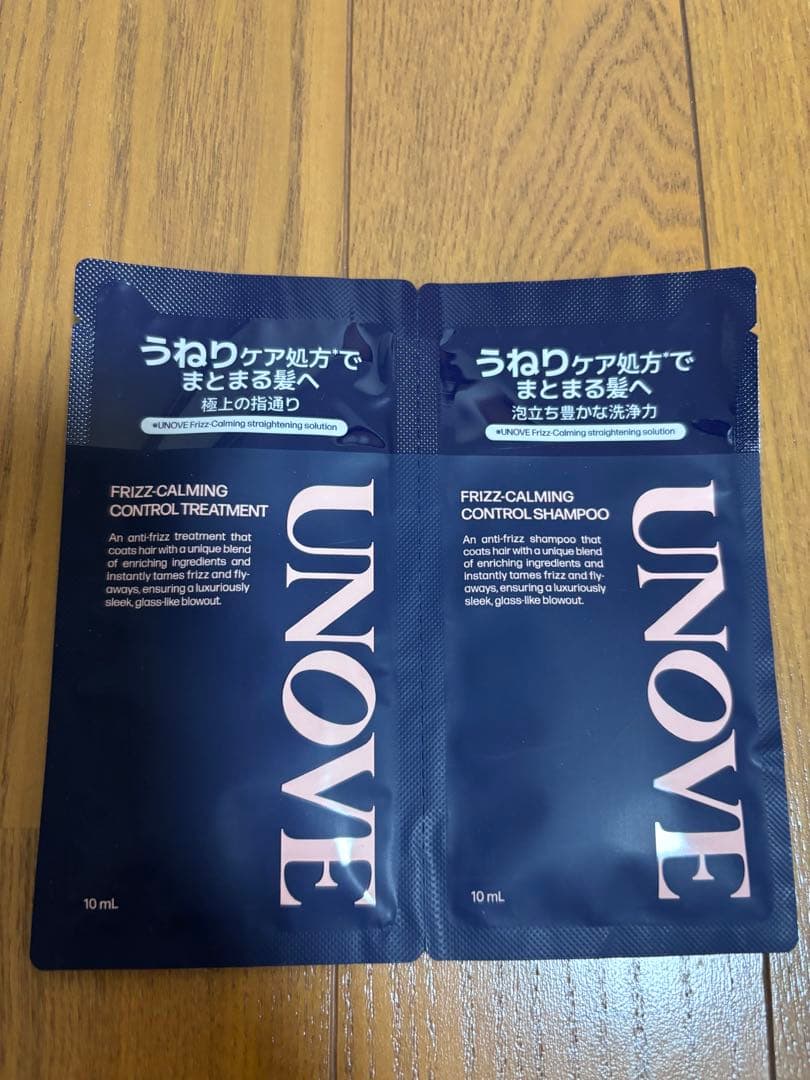 うねりケア処方*で
まとまる髪へ
極上の指通り
*UNOVE Frizz-Calming straightening solution
FRIZZ-CALMING
CONTROL TREATMENT
An anti-frizz treatment that
coats hair with a unique blend
of enriching ingredients and
instantly tames frizz and fly-
aways, ensuring a luxuriously
sleek, glass-like blowout.
UNOVE
10 mL
うねりケア処方*で
まとまる髪へ
泡立ち豊かな洗浄力
*UNOVE Frizz-Calming straightening solution
FRIZZ-CALMING
CONTROL SHAMPOO
An anti-frizz shampoo that
coats hair with a unique blend
of enriching ingredients and
instantly tames frizz and fly-
aways, ensuring a luxuriously
sleek, glass-like blowout.
UNOVE
10 mL